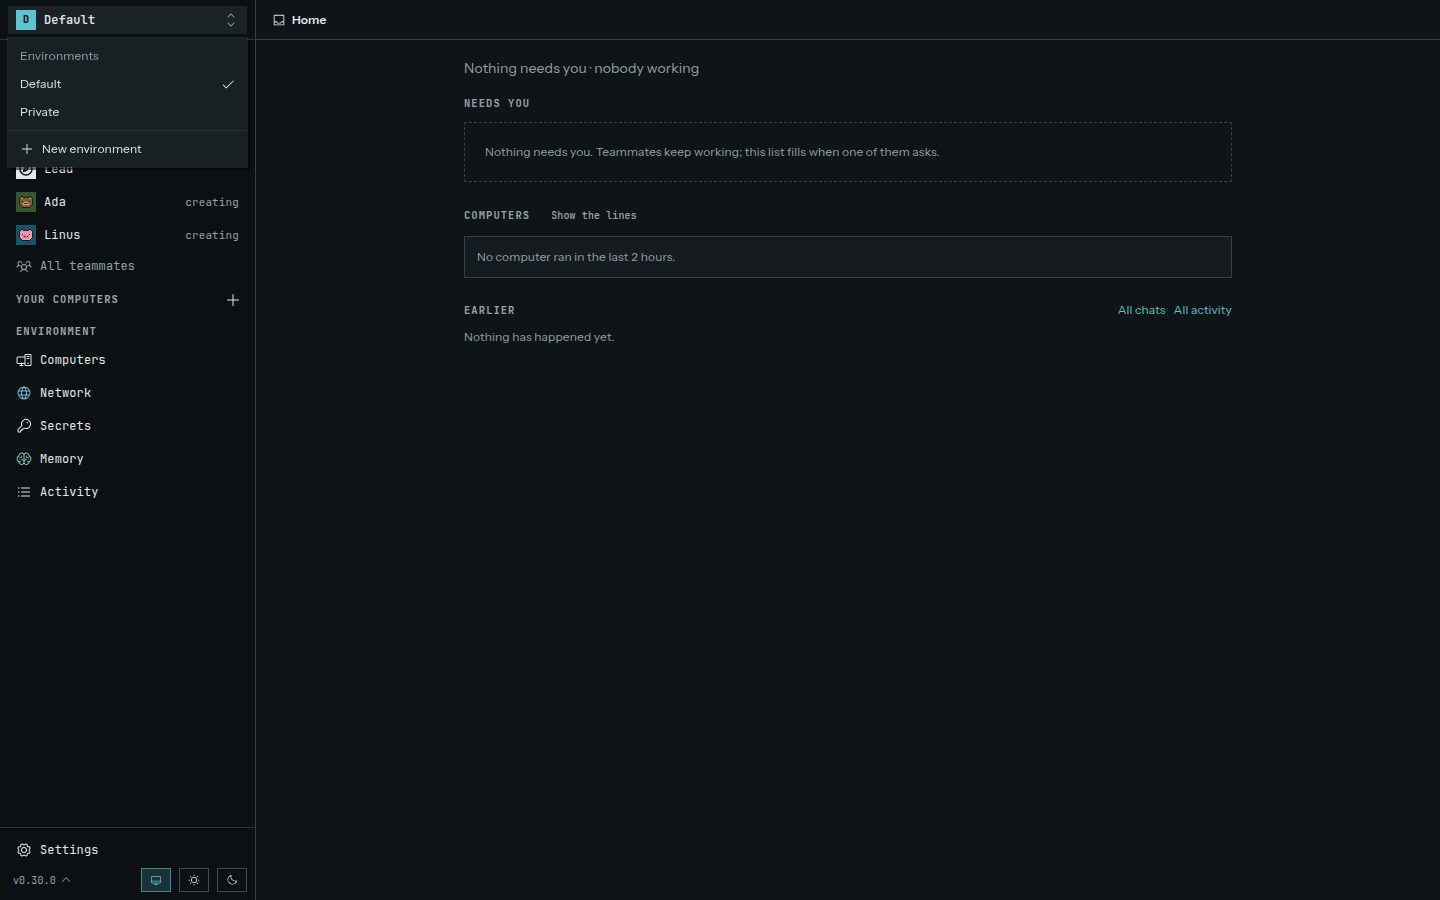 D Default
Environments
Default
Private
New environment
Lead
Ada creating
Linus creating
All teammates
YOUR COMPUTERS
ENVIRONMENT
Computers
Network
Secrets
Memory
Activity
Settings
v0.30.0
Home
Nothing needs you · nobody working
NEEDS YOU
Nothing needs you. Teammates keep working; this list fills when one of them asks.
COMPUTERS Show the lines
No computer ran in the last 2 hours.
EARLIER All chats All activity
Nothing has happened yet.